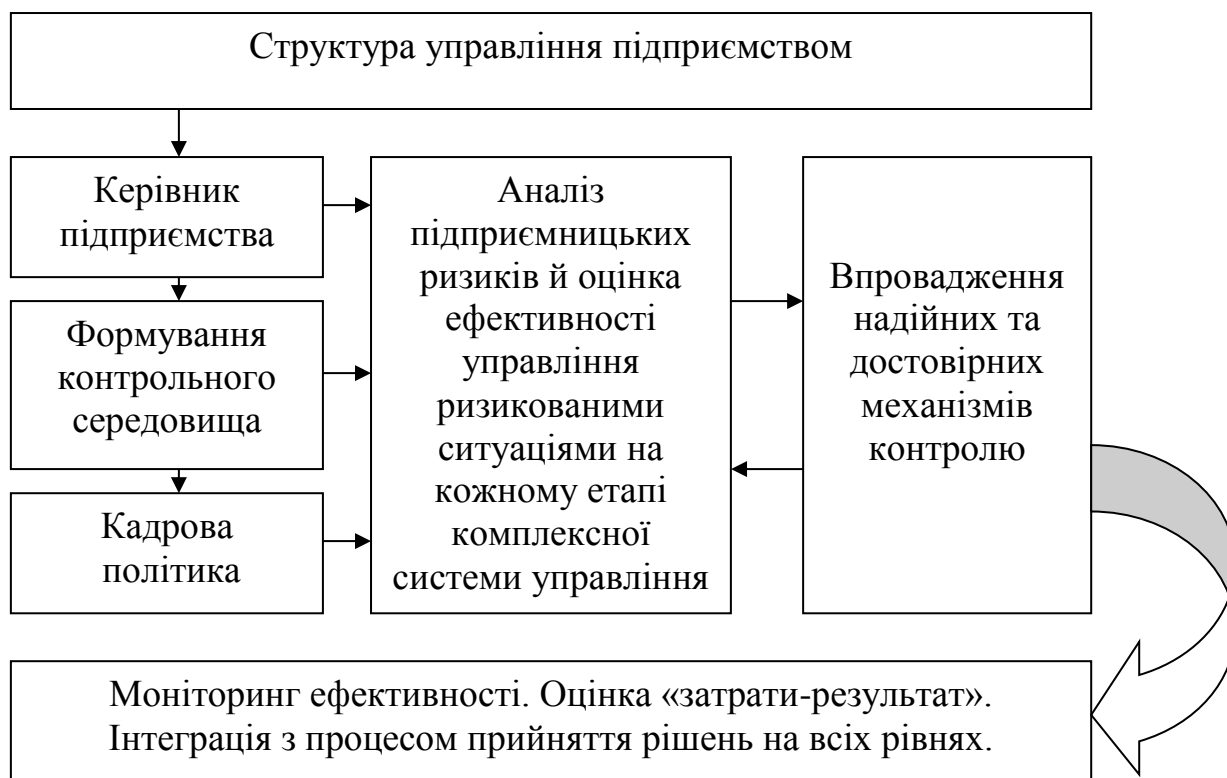 Структура управління підприємством
Керівник
підприємства
Формування
контрольного
середовища
Кадрова
політика
Аналіз
підприємницьких
ризиків й оцінка
ефективності
управління
ризикованими
ситуаціями на
кожному етапі
комплексної
системи управління
Впровадження
надійних та
достовірних
механізмів
контролю
Моніторинг ефективності. Оцінка «затрати-результат».
Інтеграція з процесом прийняття рішень на всіх рівнях.